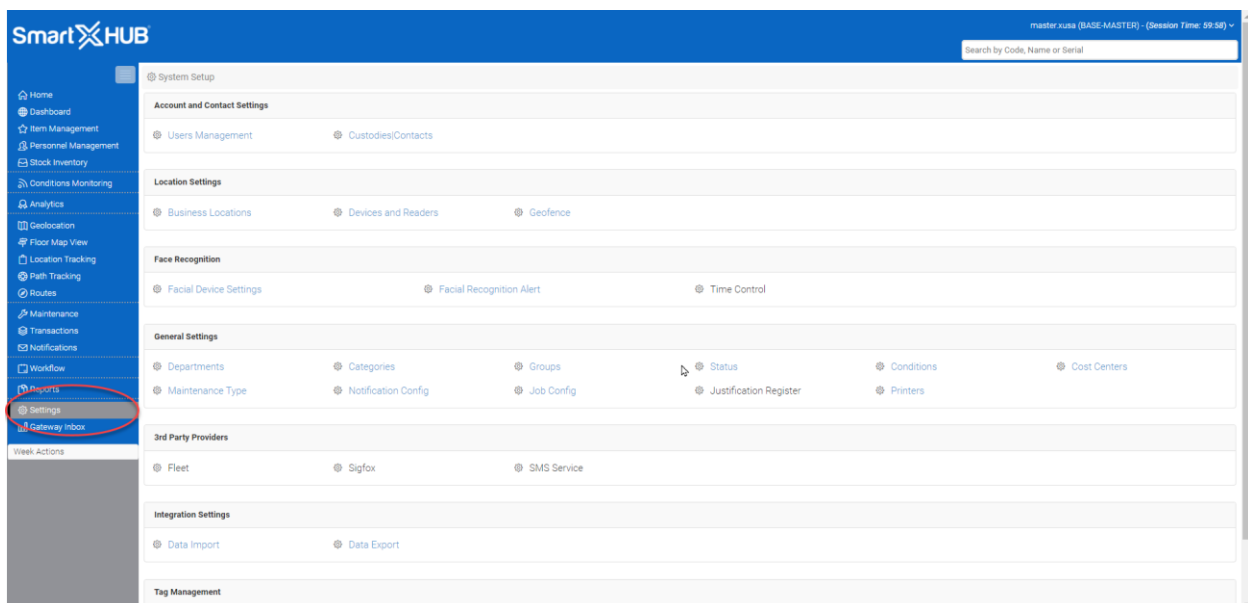 SmartXHUB
master.xusa (BASE-MASTER) - (Session Time: 59:58)
Search by Code, Name or Serial
Home
Dashboard
Item Management
Personnel Management
Stock Inventory
Conditions Monitoring
Analytics
Geolocation
Floor Map View
Location Tracking
Path Tracking
Routes
Maintenance
Transactions
Notifications
Workflow
Reports
Settings
Gateway Inbox
Week Actions
System Setup
Account and Contact Settings
Users Management Custodies|Contacts
Location Settings
Business Locations Devices and Readers Geofence
Face Recognition
Facial Device Settings Facial Recognition Alert Time Control
General Settings
Departments Categories Groups Status Conditions Cost Centers
Maintenance Type Notification Config Job Config Justification Register Printers
3rd Party Providers
Fleet Sigfox SMS Service
Integration Settings
Data Import Data Export
Tag Management